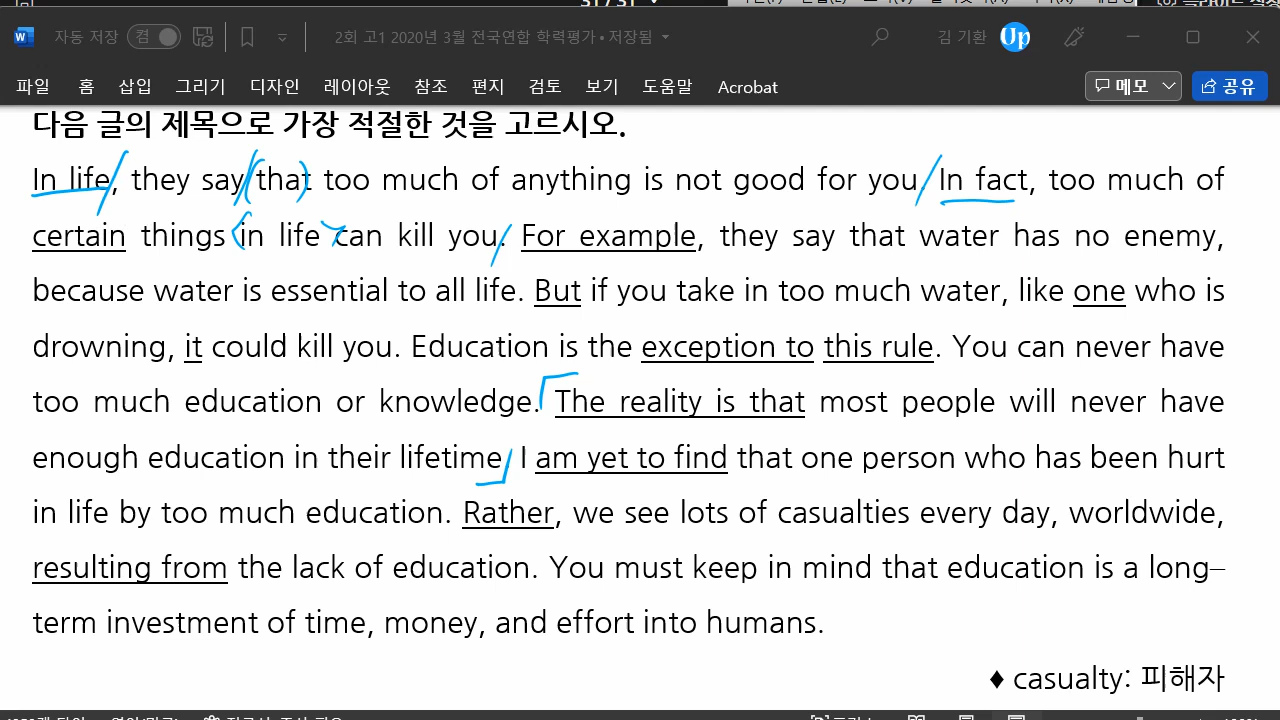 31 / 31
자동 저장 켬 2회 고1 2020년 3월 전국연합 학력평가 • 저장됨 김 기환 Up
파일 홈 삽입 그리기 디자인 레이아웃 참조 편지 검토 보기 도움말 Acrobat 메모 공유
다음 글의 제목으로 가장 적절한 것을 고르시오.
In life, they say that too much of anything is not good for you. In fact, too much of
certain things in life can kill you. For example, they say that water has no enemy,
because water is essential to all life. But if you take in too much water, like one who is
drowning, it could kill you. Education is the exception to this rule. You can never have
too much education or knowledge. The reality is that most people will never have
enough education in their lifetime. I am yet to find that one person who has been hurt
in life by too much education. Rather, we see lots of casualties every day, worldwide,
resulting from the lack of education. You must keep in mind that education is a long–
term investment of time, money, and effort into humans.
♦ casualty: 피해자